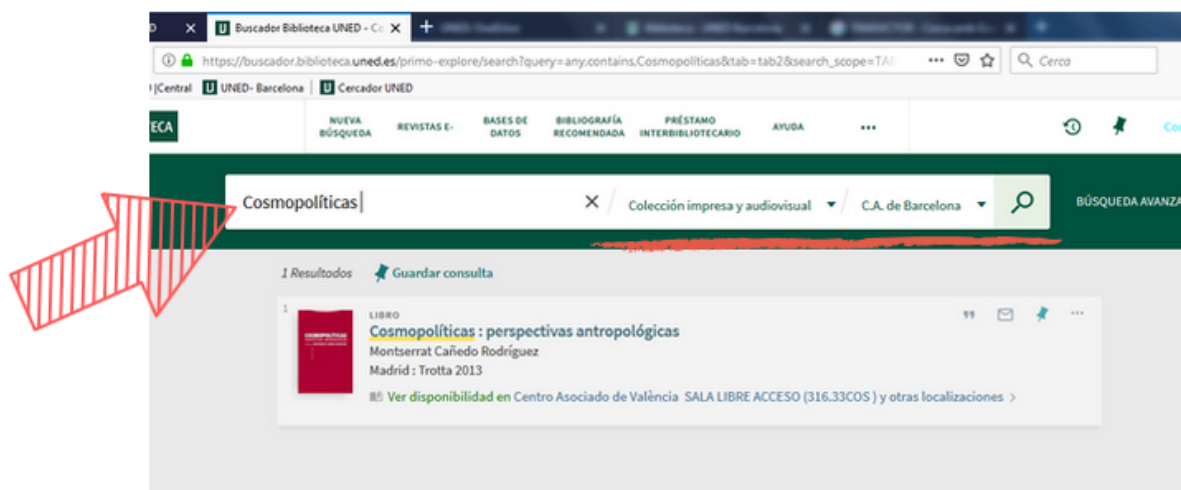 Buscador Biblioteca UNED - Co
https://buscador.biblioteca.uned.es/primo-explore/search?query=any.contains,Cosmopolíticas&tab=tab2&search_scope=TA
Cerca
|Central UNED- Barcelona Cercador UNED
ECA
NUEVA BÚSQUEDA
REVISTAS E-
BASES DE DATOS
BIBLIOGRAFÍA RECOMENDADA
PRÉSTAMO INTERBIBLIOTECARIO
AYUDA
Cosmopolíticas
Colección impresa y audiovisual
C.A. de Barcelona
BÚSQUEDA AVANZA
1 Resultados Guardar consulta
1
LIBRO
Cosmopolíticas : perspectivas antropológicas
Montserrat Cañedo Rodríguez
Madrid : Trotta 2013
Ver disponibilidad en Centro Asociado de València SALA LIBRE ACCESO (316.33COS ) y otras localizaciones >